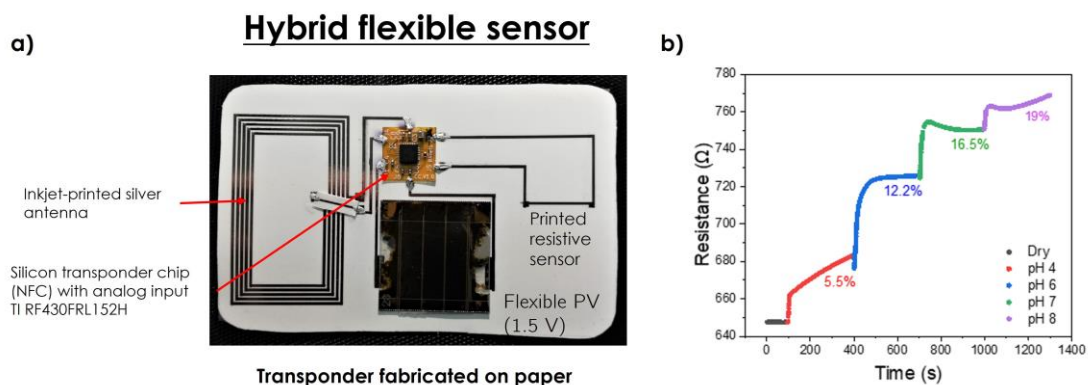 Hybrid flexible sensor
a)
Inkjet-printed silver
antenna
Silicon transponder chip
(NFC) with analog input
TI RF430FRL152H
Printed
resistive
sensor
Flexible PV
(1.5 V)
Transponder fabricated on paper
b)
Resistance (Ω)
780
760
740
720
700
680
660
640
5.5%
12.2%
16.5%
19%
Dry
pH 4
pH 6
pH 7
pH 8
0 200 400 600 800 1000 1200 1400
Time (s)